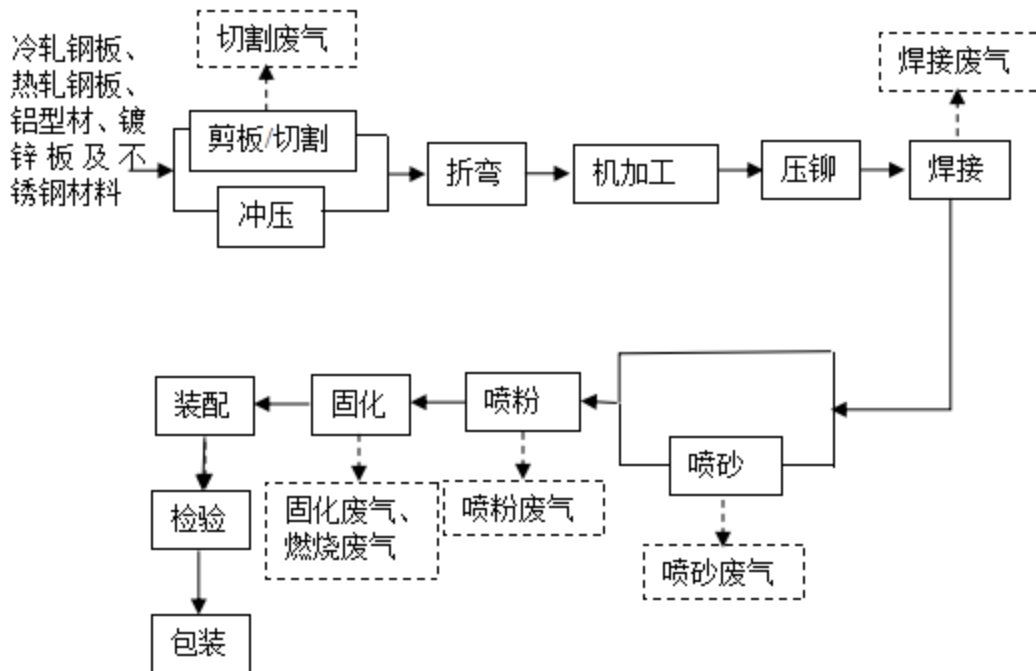 冷轧钢板、
热轧钢板、
铝型材、镀
锌板及不
锈钢材料
切割废气
剪板/切割
冲压
折弯
机加工
压铆
焊接
焊接废气
喷砂
喷砂废气
喷粉
喷粉废气
固化
固化废气、
燃烧废气
装配
检验
包装